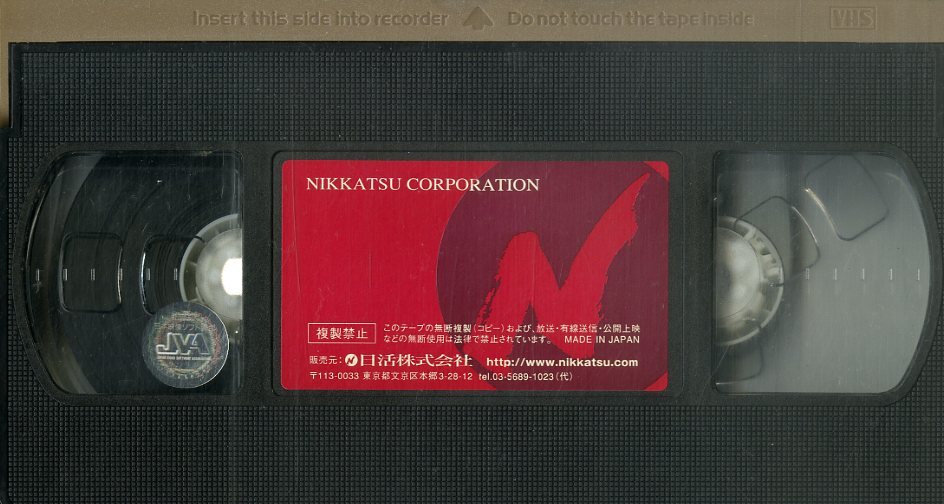 Insert this side into recorder
Do not touch the tape inside
VHS
NIKKATSU CORPORATION
複製禁止
このテープの無断複製(コピー)および、放送・有線送信・公開上映
などの無断使用は法律で禁止されています。 MADE IN JAPAN
販売元: 日活株式会社 http://www.nikkatsu.com
〒113-0033 東京都文京区本郷3-28-12 tel.03-5689-1023(代)
JVA